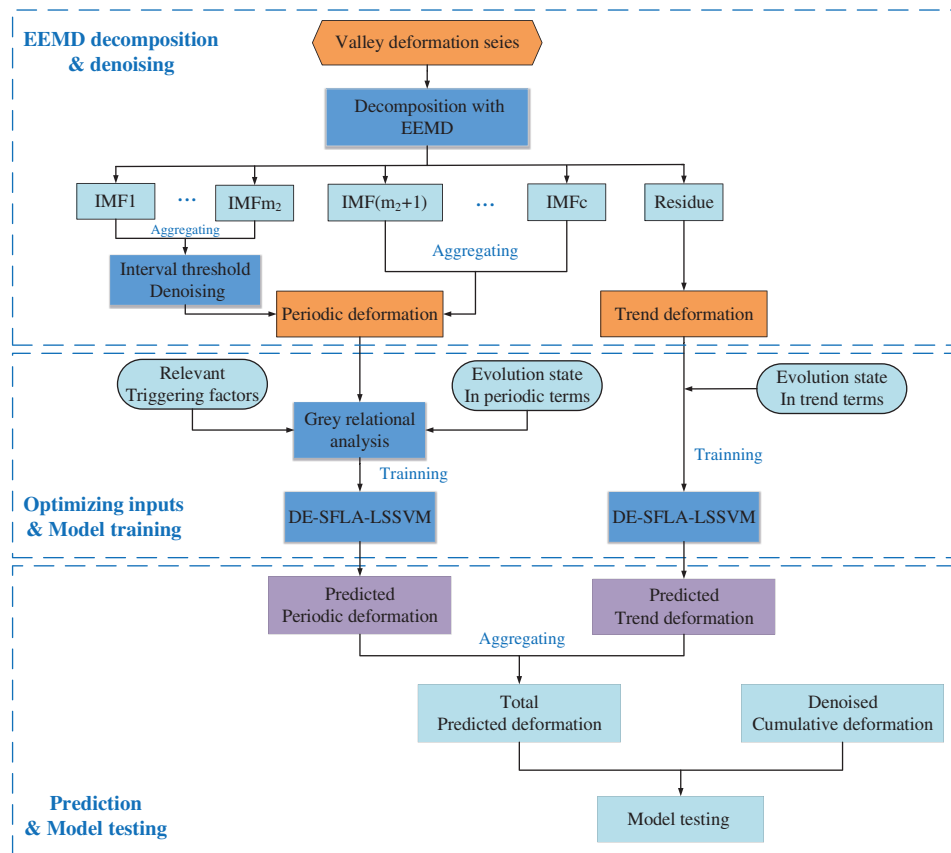 EEMD decomposition
& denoising
Valley deformation seies
Decomposition with
EEMD
IMF1
...
IMFm₂
IMF(m₂+1)
...
IMFc
Residue
Aggregating
Aggregating
Interval threshold
Denoising
Periodic deformation
Trend deformation
Relevant
Triggering factors
Evolution state
In periodic terms
Evolution state
In trend terms
Grey relational
analysis
Trainning
Trainning
Optimizing inputs
& Model training
DE-SFLA-LSSVM
DE-SFLA-LSSVM
Predicted
Periodic deformation
Predicted
Trend deformation
Aggregating
Total
Predicted deformation
Denoised
Cumulative deformation
Prediction
& Model testing
Model testing